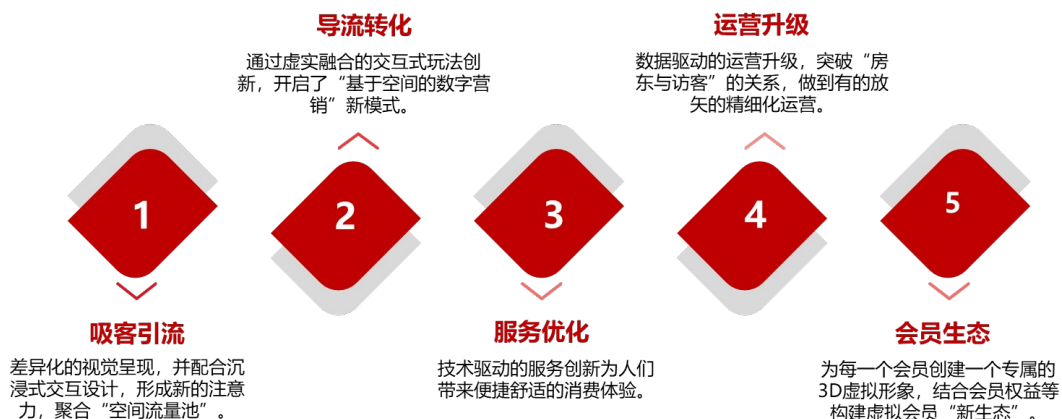 1
吸客引流
差异化的视觉呈现，并配合沉
浸式交互设计，形成新的注意
力，聚合“空间流量池”。
导流转化
通过虚实融合的交互式玩法创
新，开启了“基于空间的数字营
销”新模式。
2
3
服务优化
技术驱动的服务创新为人们
带来便捷舒适的消费体验。
运营升级
数据驱动的运营升级，突破“房
东与访客”的关系，做到有的放
矢的精细化运营。
4
5
会员生态
为每一个会员创建一个专属的
3D虚拟形象，结合会员权益等
构建虚拟会员“新生态”。